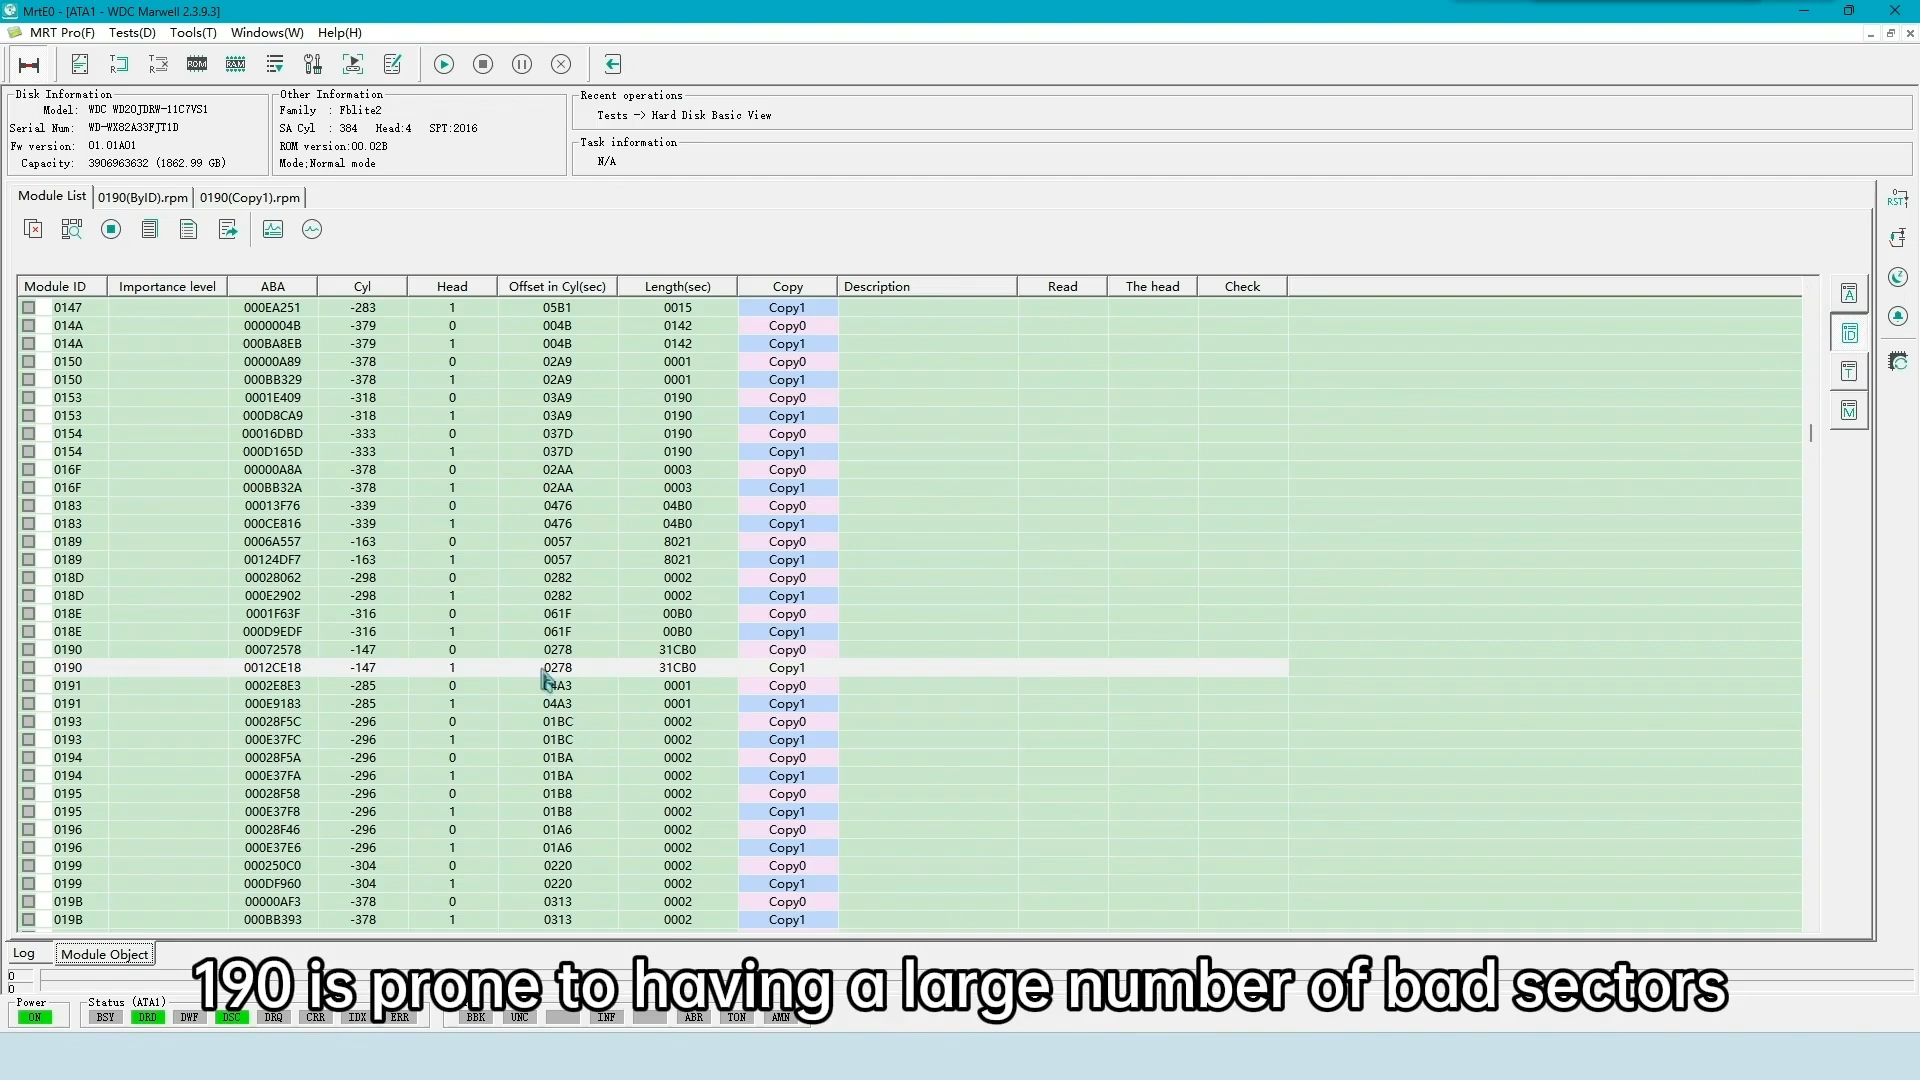 MrtE0 - [ATA1 - WDC Marwell 2.3.9.3]
MRT Pro(F) Tests(D) Tools(T) Windows(W) Help(H)
ROM RAM
Disk Information
Model: WDC WD20JDRW-11C7VS1
Serial Num: WD-WX82A33FJT1D
Fw version: 01.01A01
Capacity: 3906963632 (1862.99 GB)
Other Information
Family : Fblite2
SA Cyl : 384 Head:4 SPT:2016
ROM version:00.02B
Mode;Normal mode
Recent operations
Tests -> Hard Disk Basic View
Task information
N/A
Module List 0190(ByID).rpm 0190(Copy1).rpm
RST
Module ID Importance level ABA Cyl Head Offset in Cyl(sec) Length(sec) Copy Description Read The head Check
0147 000EA251 -283 1 05B1 0015 Copy1
014A 0000004B -379 0 004B 0142 Copy0
014A 000BA8EB -379 1 004B 0142 Copy1
0150 00000A89 -378 0 02A9 0001 Copy0
0150 000BB329 -378 1 02A9 0001 Copy1
0153 0001E409 -318 0 03A9 0190 Copy0
0153 000D8CA9 -318 1 03A9 0190 Copy1
0154 00016DBD -333 0 037D 0190 Copy0
0154 000D165D -333 1 037D 0190 Copy1
016F 00000A8A -378 0 02AA 0003 Copy0
016F 000BB32A -378 1 02AA 0003 Copy1
0183 00013F76 -339 0 0476 04B0 Copy0
0183 000CE816 -339 1 0476 04B0 Copy1
0189 0006A557 -163 0 0057 8021 Copy0
0189 00124DF7 -163 1 0057 8021 Copy1
018D 00028062 -298 0 0282 0002 Copy0
018D 000E2902 -298 1 0282 0002 Copy1
018E 0001F63F -316 0 061F 00B0 Copy0
018E 000D9EDF -316 1 061F 00B0 Copy1
0190 00072578 -147 0 0278 31CB0 Copy0
0190 0012CE18 -147 1 0278 31CB0 Copy1
0191 0002E8E3 -285 0 04A3 0001 Copy0
0191 000E9183 -285 1 04A3 0001 Copy1
0193 00028F5C -296 0 01BC 0002 Copy0
0193 000E37FC -296 1 01BC 0002 Copy1
0194 00028F5A -296 0 01BA 0002 Copy0
0194 000E37FA -296 1 01BA 0002 Copy1
0195 00028F58 -296 0 01B8 0002 Copy0
0195 000E37F8 -296 1 01B8 0002 Copy1
0196 00028F46 -296 0 01A6 0002 Copy0
0196 000E37E6 -296 1 01A6 0002 Copy1
0199 000250C0 -304 0 0220 0002 Copy0
0199 000DF960 -304 1 0220 0002 Copy1
019B 00000AF3 -378 0 0313 0002 Copy0
019B 000BB393 -378 1 0313 0002 Copy1
A
ID
T
M
Log Module Object
0
0
190 is prone to having a large number of bad sectors
Power
ON
Status (ATA1)
BSY DRD DWF DSC DRQ CRR IDX ERR
BBK UNC INF ABR TON AMN